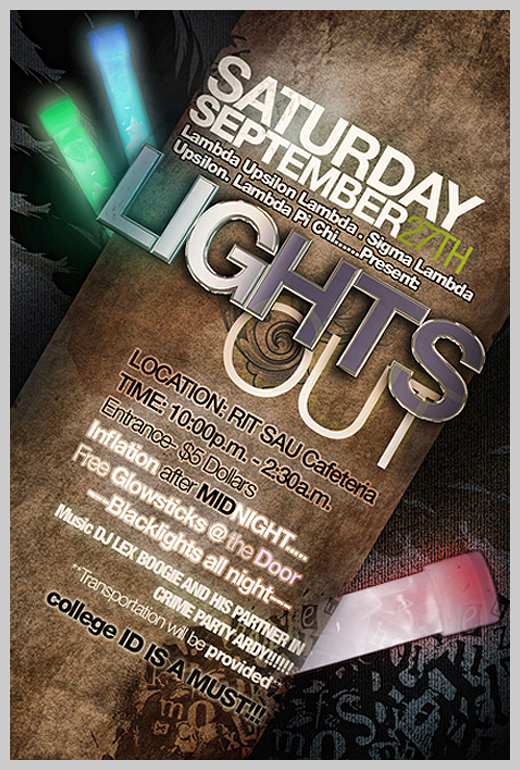 SATURDAY
SEPTEMBER 27TH
Lambda Upsilon Lambda . Sigma Lambda
Upsilon. Lambda Pi Chi.....Present:
LIGHTS
OUT
LOCATION: RIT SAU Cafeteria
TIME: 10:00p.m. - 2:30a.m.
Entrance- $5 Dollars
Inflation after MIDNIGHT....
Free Glowsticks @ the Door
----Blacklights all night----
Music DJ LEX BOOGIE AND HIS PARTNER IN
CRIME PARTY ARDY!!!!!!
**Transportation will be provided**
college ID IS A MUST!!!